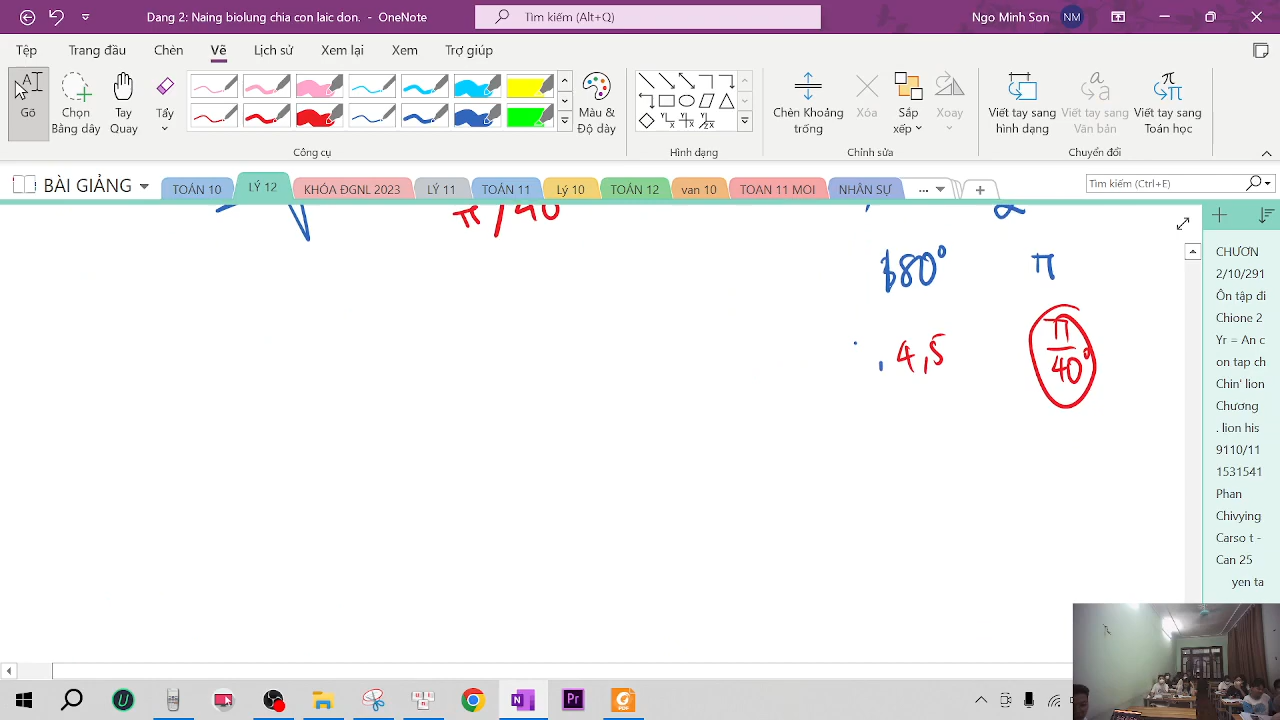 Dang 2: Naing biolung chia con laic don. - OneNote
Tìm kiếm (Alt+Q)
Ngo Minh Son
NM
Tệp
Trang đầu
Chèn
Vẽ
Lịch sử
Xem lại
Xem
Trợ giúp
Gõ
Chọn Bằng dây
Tay Quay
Tẩy
Màu & Độ dày
Chèn Khoảng trống
Xóa
Sắp xếp
Xoay
Viết tay sang hình dạng
Viết tay sang Văn bản
Viết tay sang Toán học
Công cụ
Hình dạng
Chỉnh sửa
Chuyển đổi
BÀI GIẢNG
TOÁN 10
LÝ 12
KHÓA ĐGNL 2023
LÝ 11
TOÁN 11
Lý 10
TOÁN 12
van 10
TOAN 11 MOI
NHÂN SỰ
...
Tìm kiếm (Ctrl+E)
π/40
α
180° π
4,5 π/40°
CHƯƠN
2/10/291
Ôn tập đi
Chione 2
Yr = An c
on tap ch
Chin' lion
Chương
. lion his
9110/11
1531541
Phan
Chivying
Carso t -
Can 25
yen ta